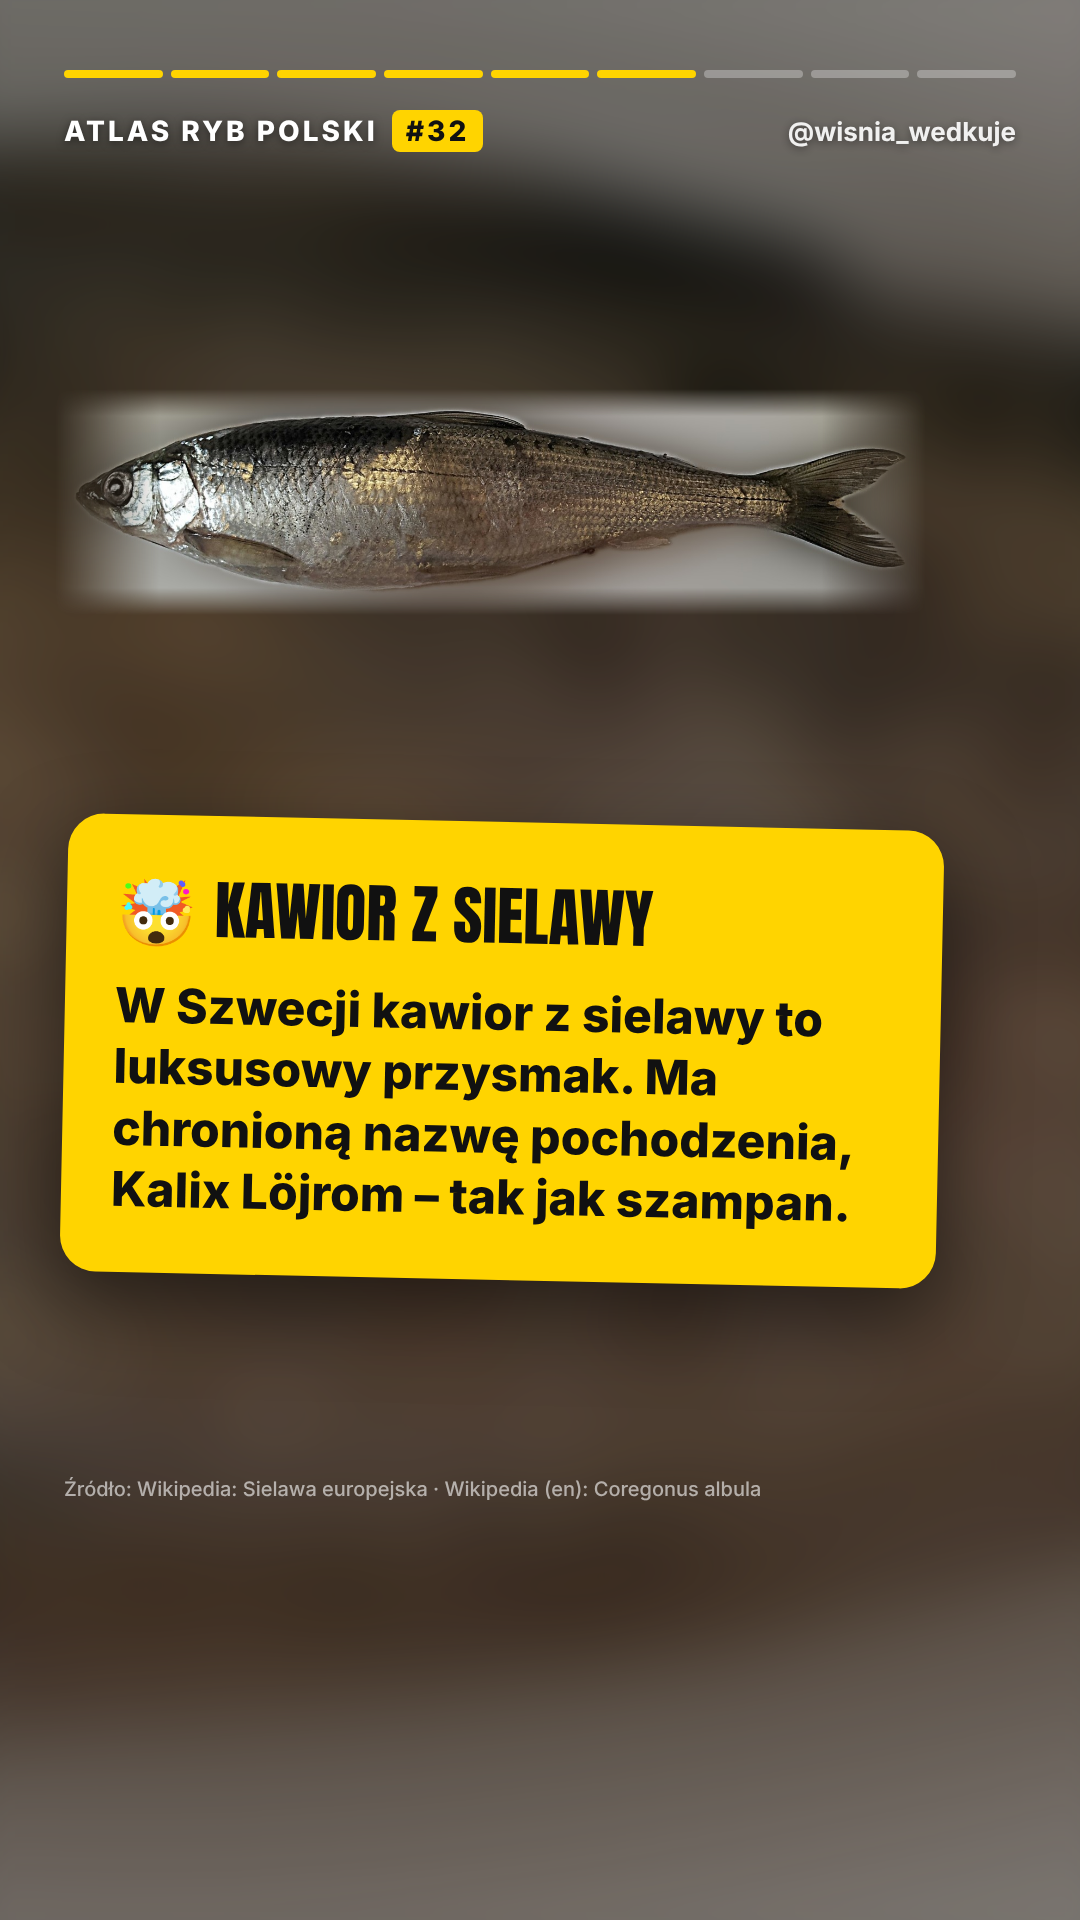 ATLAS RYB POLSKI #32
@wisnia_wedkuje
🤯 KAWIOR Z SIELAWY
W Szwecji kawior z sielawy to
luksusowy przysmak. Ma
chronioną nazwę pochodzenia,
Kalix Löjrom – tak jak szampan.
Źródło: Wikipedia: Sielawa europejska · Wikipedia (en): Coregonus albula